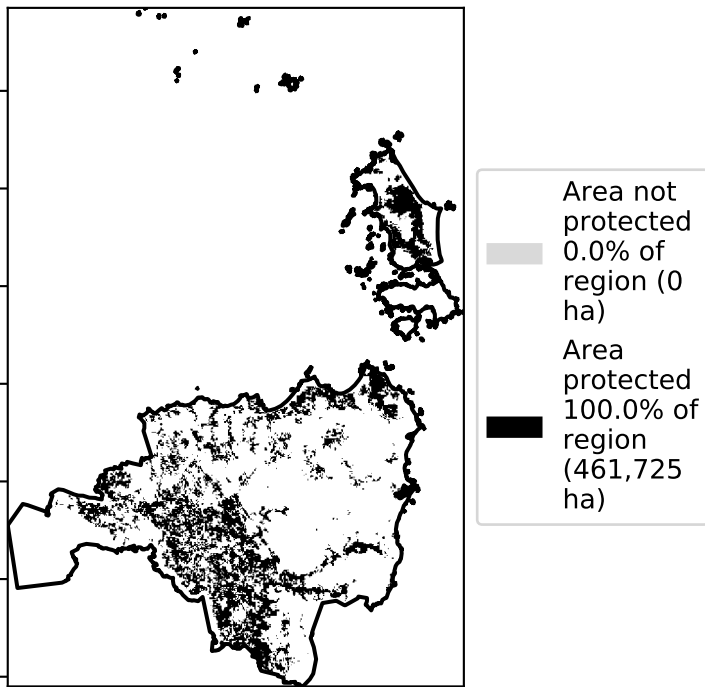 Area not
protected
0.0% of
region (0
ha)
Area
protected
100.0% of
region
(461,725
ha)